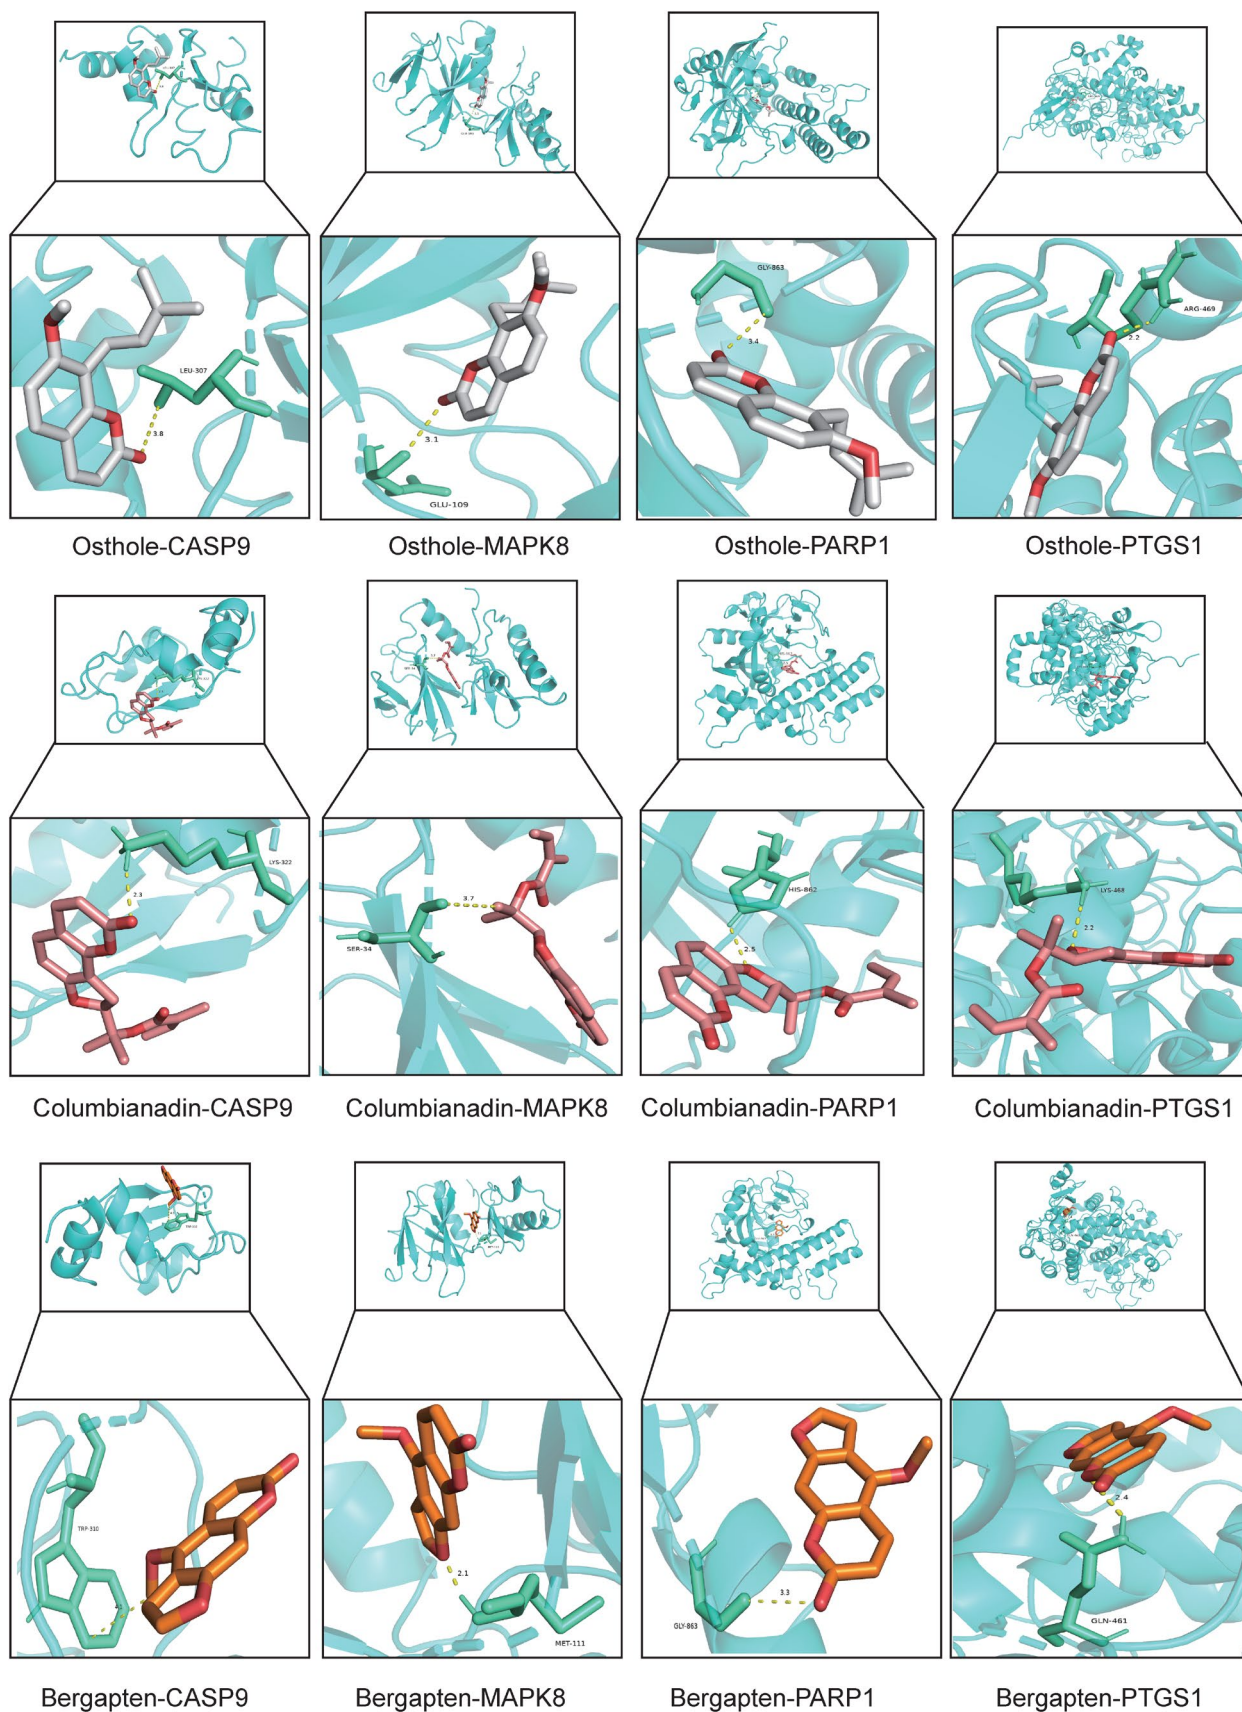 GLY-863
ARG-469
LEU-307
2.2
3.4
3.8
3.1
GLU-109
Osthole-CASP9
Osthole-MAPK8
Osthole-PARP1
Osthole-PTGS1
LYS-322
HIS-862
LYS-468
2.3
3.7
SER-34
2.5
2.2
Columbianadin-CASP9
Columbianadin-MAPK8
Columbianadin-PARP1
Columbianadin-PTGS1
TRP-310
2.1
MET-111
GLY-863
3.3
2.4
GLN-461
Bergapten-CASP9
Bergapten-MAPK8
Bergapten-PARP1
Bergapten-PTGS1